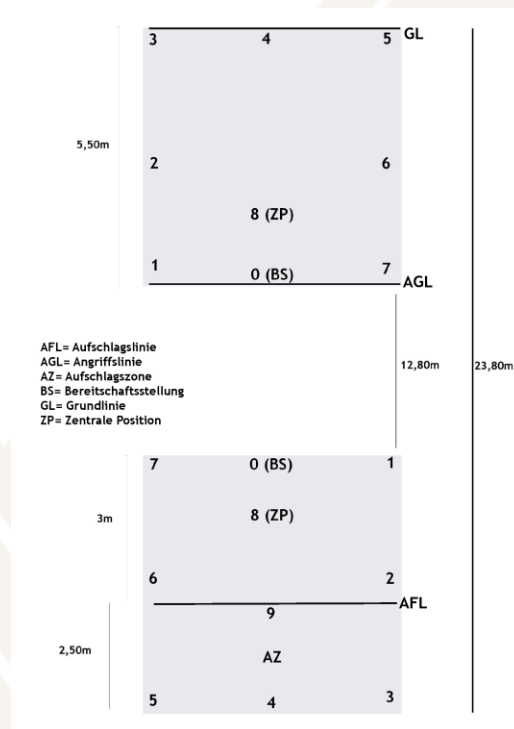 3 4 5 GL
5,50m
2 6
8 (ZP)
1 0 (BS) 7
AGL
AFL= Aufschlagslinie
AGL= Angriffslinie
AZ= Aufschlagszone
BS= Bereitschaftsstellung
GL= Grundlinie
ZP= Zentrale Position
12,80m 23,80m
7 0 (BS) 1
3m
8 (ZP)
6 2
AFL
9
2,50m
AZ
5 4 3